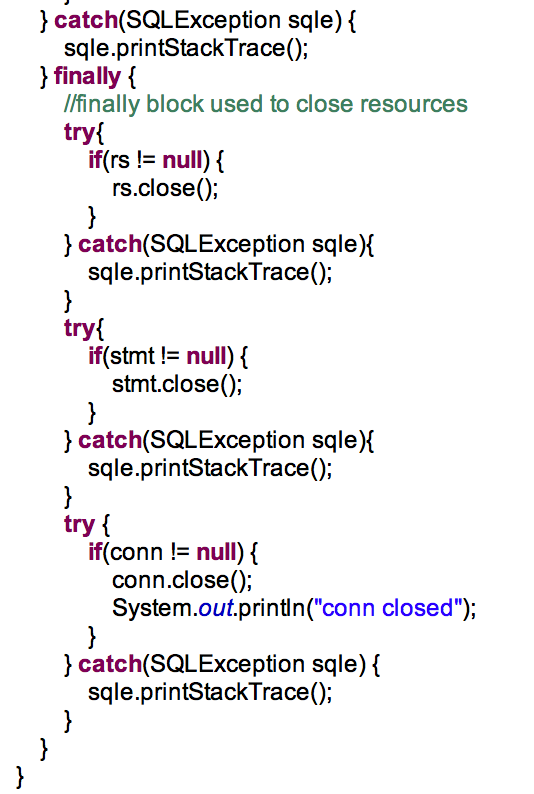 }
} catch(SQLException sqle) {
sqle.printStackTrace();
} finally {
//finally block used to close resources
try{
if(rs != null) {
rs.close();
}
} catch(SQLException sqle){
sqle.printStackTrace();
}
try{
if(stmt != null) {
stmt.close();
}
} catch(SQLException sqle){
sqle.printStackTrace();
}
try {
if(conn != null) {
conn.close();
System.out.println("conn closed");
}
} catch(SQLException sqle) {
sqle.printStackTrace();
}
}
}